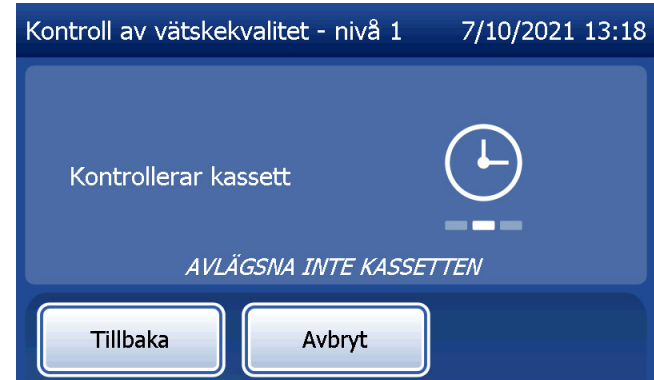 Kontroll av vätskekvalitet - nivå 1 7/10/2021 13:18
Kontrollerar kassett
AVLÄGSNA INTE KASSETTEN
Tillbaka Avbryt